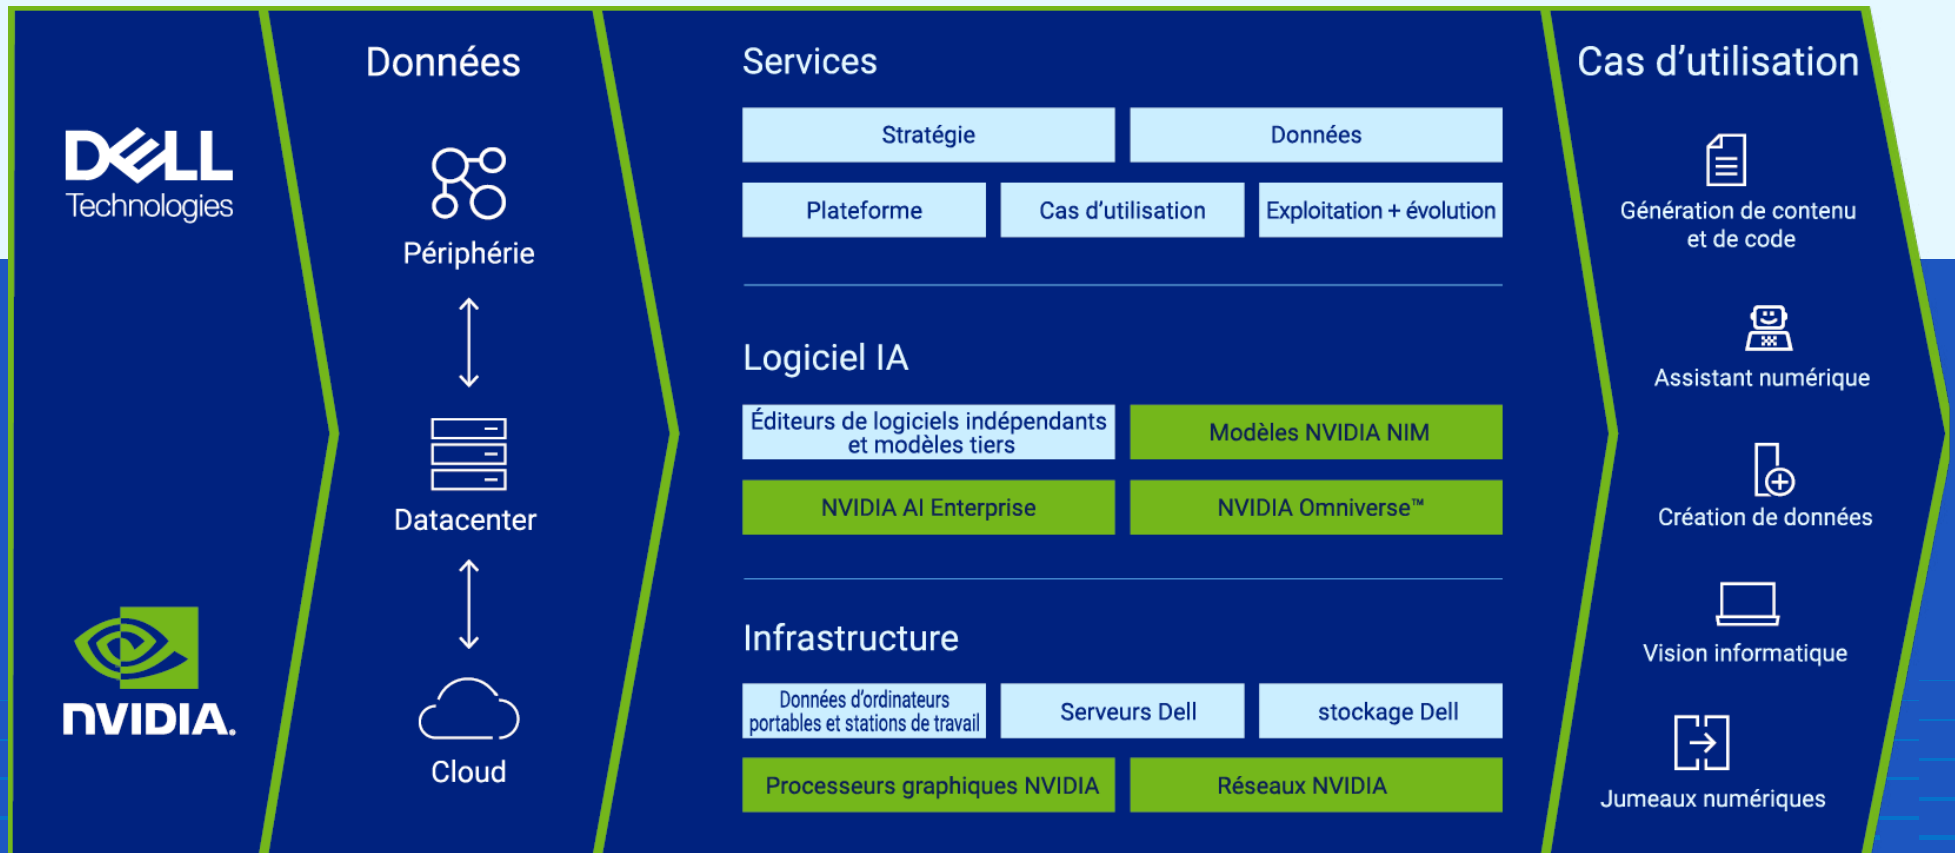 DELL
Technologies
NVIDIA.
Données
Périphérie
Datacenter
Cloud
Services
Stratégie
Données
Plateforme
Cas d'utilisation
Exploitation + évolution
Logiciel IA
Éditeurs de logiciels indépendants
et modèles tiers
Modèles NVIDIA NIM
NVIDIA AI Enterprise
NVIDIA Omniverse™
Infrastructure
Données d'ordinateurs
portables et stations de travail
Serveurs Dell
stockage Dell
Processeurs graphiques NVIDIA
Réseaux NVIDIA
Cas d'utilisation
Génération de contenu
et de code
Assistant numérique
Création de données
Vision informatique
Jumeaux numériques